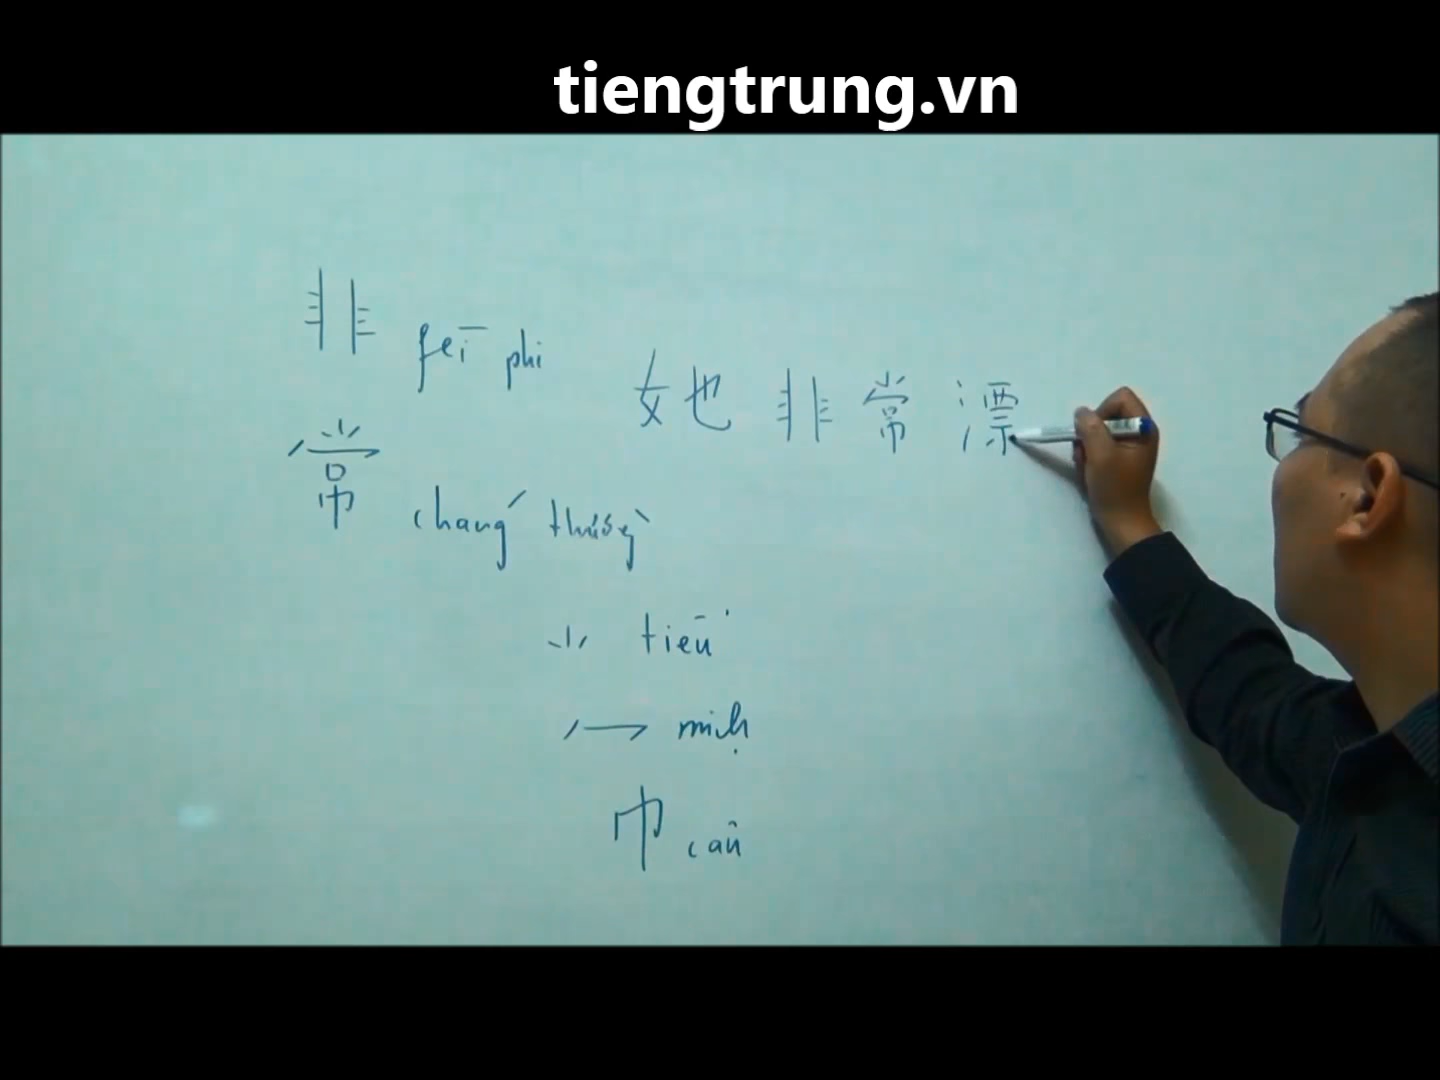 tiengtrung.vn
非 fēi phi
她 非 常 漂
常 cháng thường
⺌ tiểu
冖 mịch
巾 cân